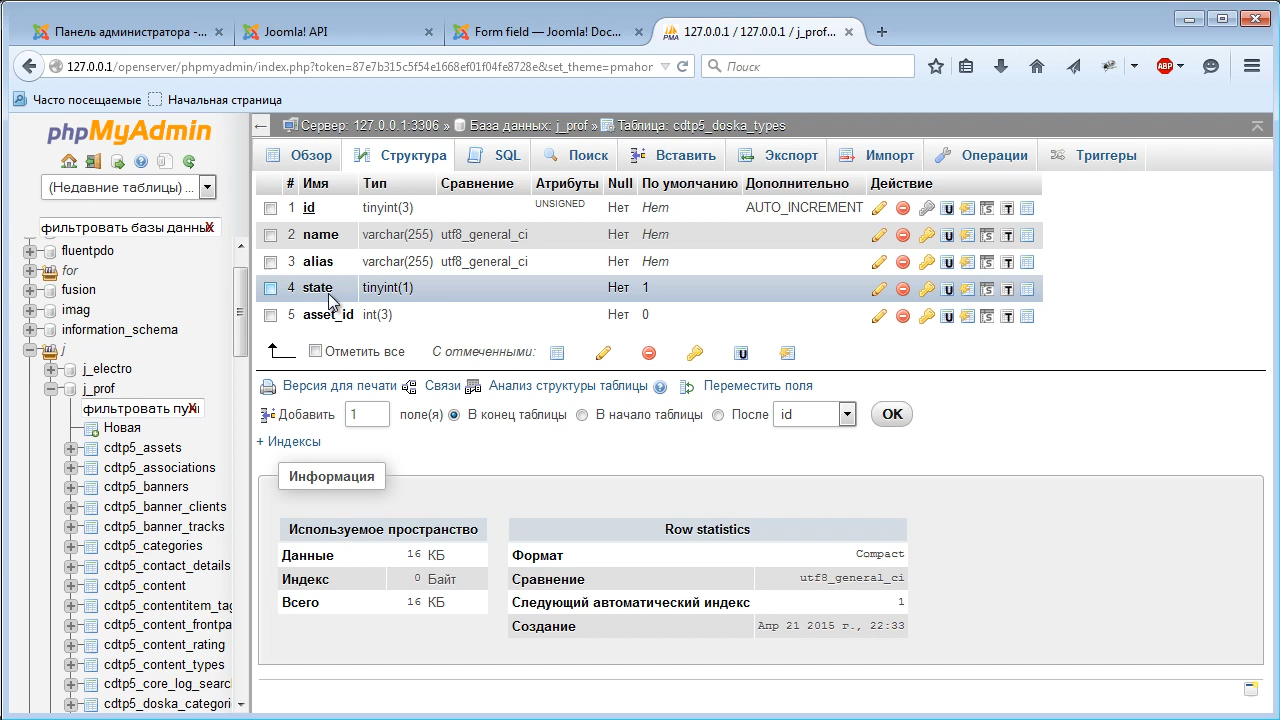 Панель администратора -...
Joomla! API
Form field — Joomla! Doc...
127.0.0.1 / 127.0.0.1 / j_prof...
127.0.0.1/openserver/phpmyadmin/index.php?token=87e7b315c5f54e1668ef01f04fe8728e&set_theme=pmahor
Поиск
ABP
Часто посещаемые
Начальная страница
phpMyAdmin
Сервер: 127.0.0.1:3306 » База данных: j_prof » Таблица: cdtp5_doska_types
Обзор Структура SQL Поиск Вставить Экспорт Импорт Операции Триггеры
(Недавние таблицы) ...
фильтровать базы данны X
fluentpdo
for
fusion
imag
information_schema
j
j_electro
j_prof
фильтровать пун X
Новая
cdtp5_assets
cdtp5_associations
cdtp5_banners
cdtp5_banner_clients
cdtp5_banner_tracks
cdtp5_categories
cdtp5_contact_details
cdtp5_content
cdtp5_contentitem_tag
cdtp5_content_frontpa
cdtp5_content_rating
cdtp5_content_types
cdtp5_core_log_searc
cdtp5_doska_categori
# Имя Тип Сравнение Атрибуты Null По умолчанию Дополнительно Действие
1 id tinyint(3) UNSIGNED Нет Нет AUTO_INCREMENT
2 name varchar(255) utf8_general_ci Нет Нет
3 alias varchar(255) utf8_general_ci Нет Нет
4 state tinyint(1) Нет 1
5 asset_id int(3) Нет 0
Отметить все С отмеченными:
Версия для печати Связи Анализ структуры таблицы Переместить поля
Добавить 1 поле(я) В конец таблицы В начало таблицы После id OK
+ Индексы
Информация
Используемое пространство
Данные 16 КБ
Индекс 0 Байт
Всего 16 КБ
Row statistics
Формат Compact
Сравнение utf8_general_ci
Следующий автоматический индекс 1
Создание Апр 21 2015 г., 22:33